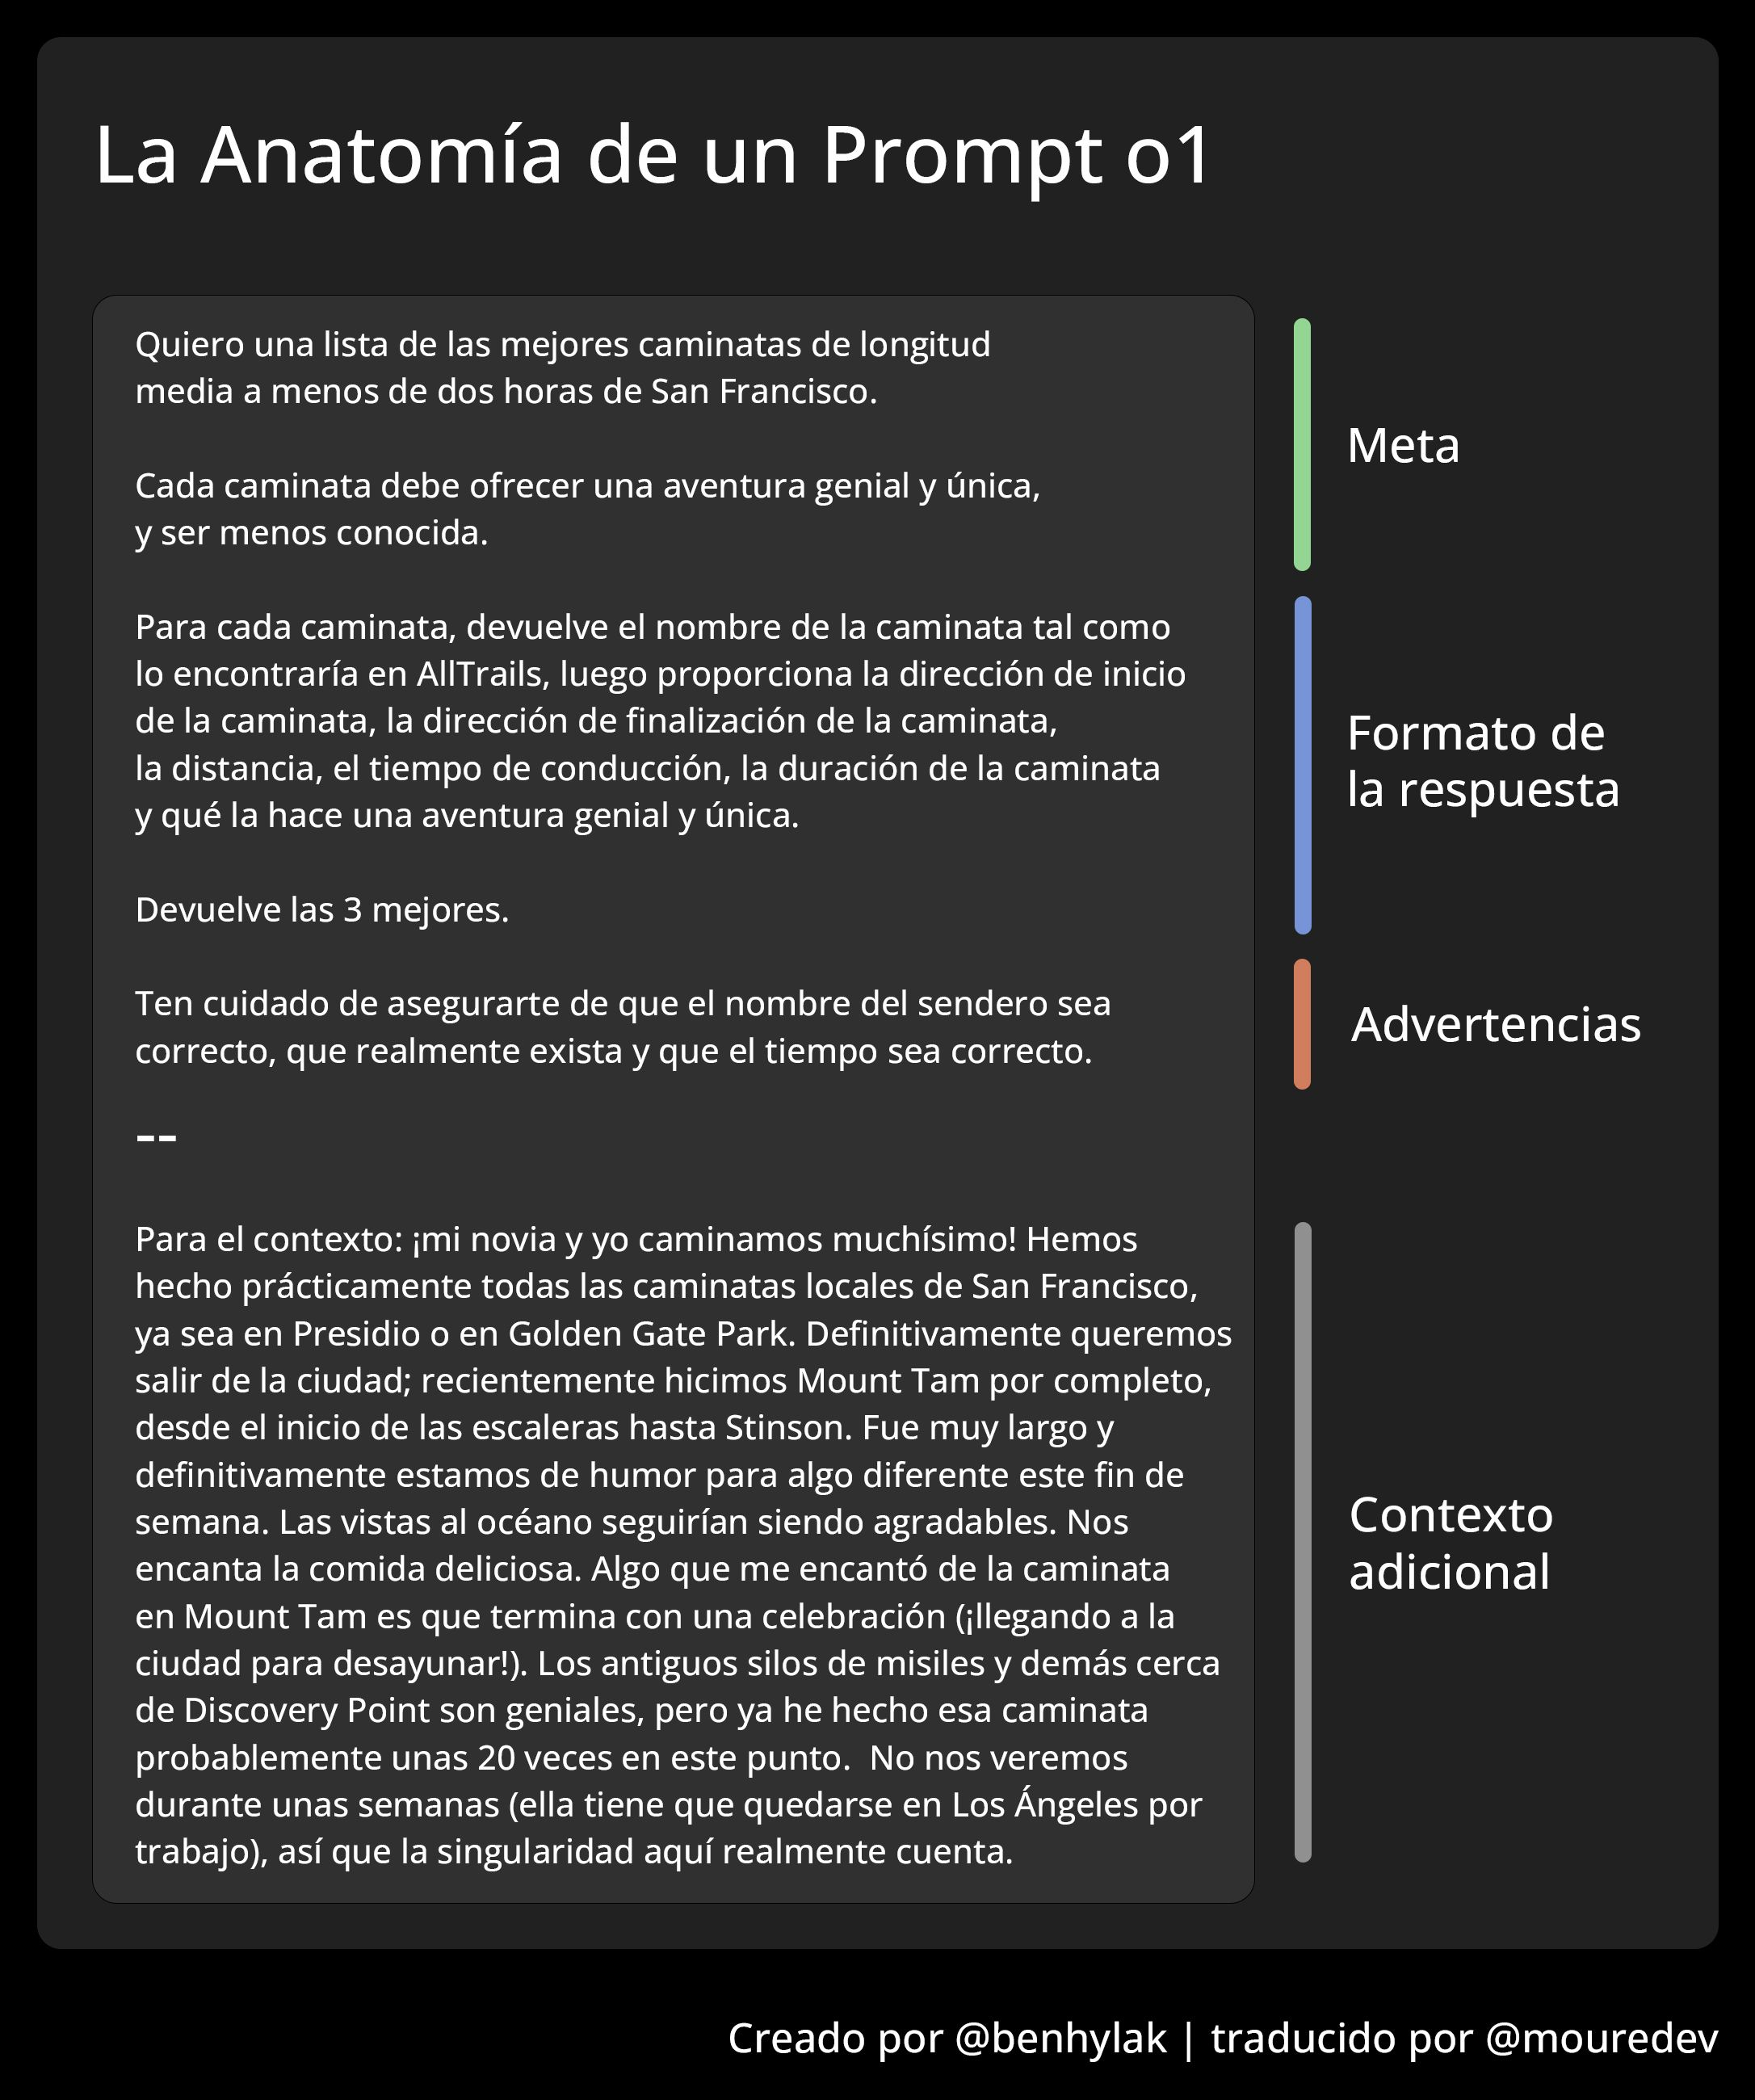 La Anatomía de un Prompt o1
Quiero una lista de las mejores caminatas de longitud
media a menos de dos horas de San Francisco.
Cada caminata debe ofrecer una aventura genial y única,
y ser menos conocida.
Meta
Para cada caminata, devuelve el nombre de la caminata tal como
lo encontraría en AllTrails, luego proporciona la dirección de inicio
de la caminata, la dirección de finalización de la caminata,
la distancia, el tiempo de conducción, la duración de la caminata
y qué la hace una aventura genial y única.
Devuelve las 3 mejores.
Formato de
la respuesta
Ten cuidado de asegurarte de que el nombre del sendero sea
correcto, que realmente exista y que el tiempo sea correcto.
Advertencias
--
Para el contexto: ¡mi novia y yo caminamos muchísimo! Hemos
hecho prácticamente todas las caminatas locales de San Francisco,
ya sea en Presidio o en Golden Gate Park. Definitivamente queremos
salir de la ciudad; recientemente hicimos Mount Tam por completo,
desde el inicio de las escaleras hasta Stinson. Fue muy largo y
definitivamente estamos de humor para algo diferente este fin de
semana. Las vistas al océano seguirían siendo agradables. Nos
encanta la comida deliciosa. Algo que me encantó de la caminata
en Mount Tam es que termina con una celebración (¡llegando a la
ciudad para desayunar!). Los antiguos silos de misiles y demás cerca
de Discovery Point son geniales, pero ya he hecho esa caminata
probablemente unas 20 veces en este punto.  No nos veremos
durante unas semanas (ella tiene que quedarse en Los Ángeles por
trabajo), así que la singularidad aquí realmente cuenta.
Contexto
adicional
Creado por @benhylak | traducido por @mouredev